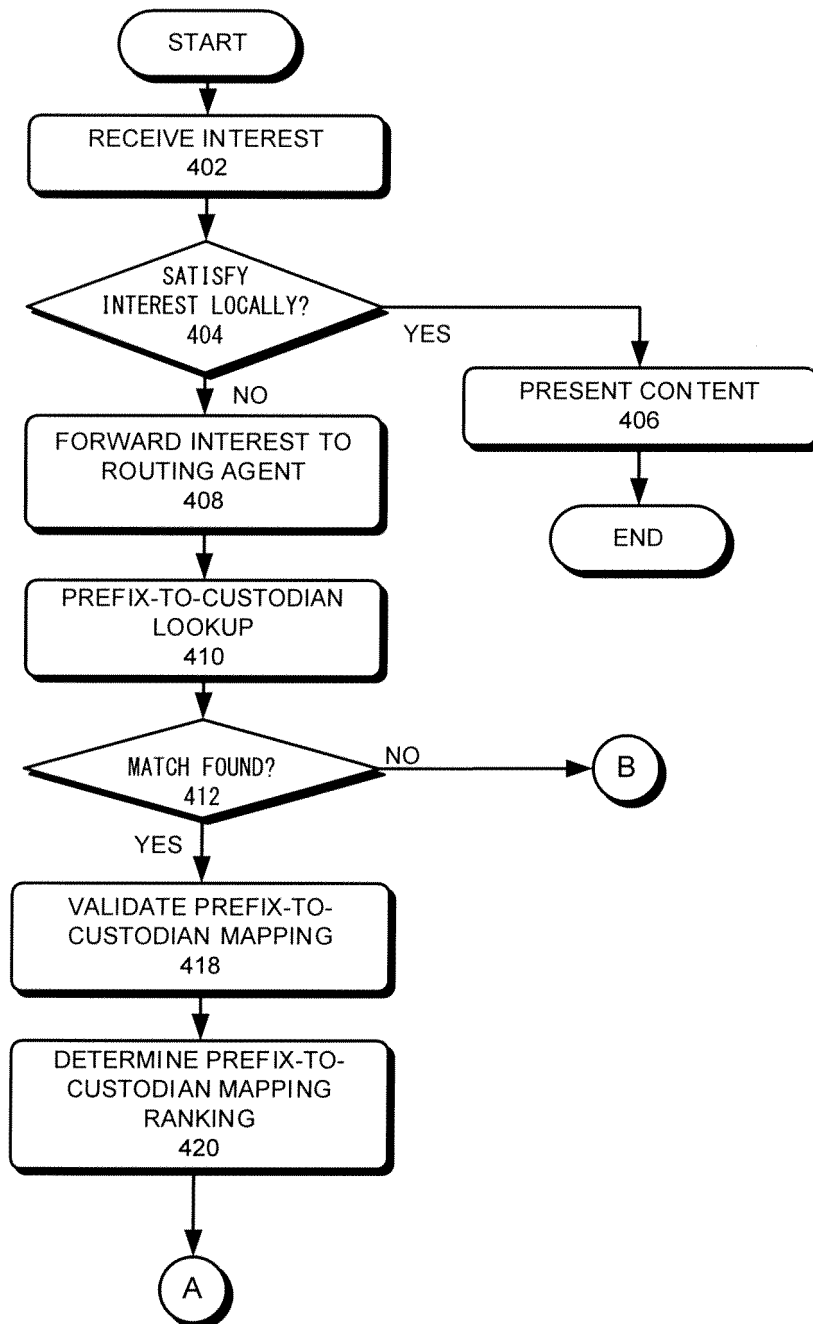 START
RECEIVE INTEREST
402
SATISFY
INTEREST LOCALLY?
404
YES
NO
PRESENT CONTENT
406
END
FORWARD INTEREST TO
ROUTING AGENT
408
PREFIX-TO-CUSTODIAN
LOOKUP
410
MATCH FOUND?
412
NO
B
YES
VALIDATE PREFIX-TO-
CUSTODIAN MAPPING
418
DETERMINE PREFIX-TO-
CUSTODIAN MAPPING
RANKING
420
A